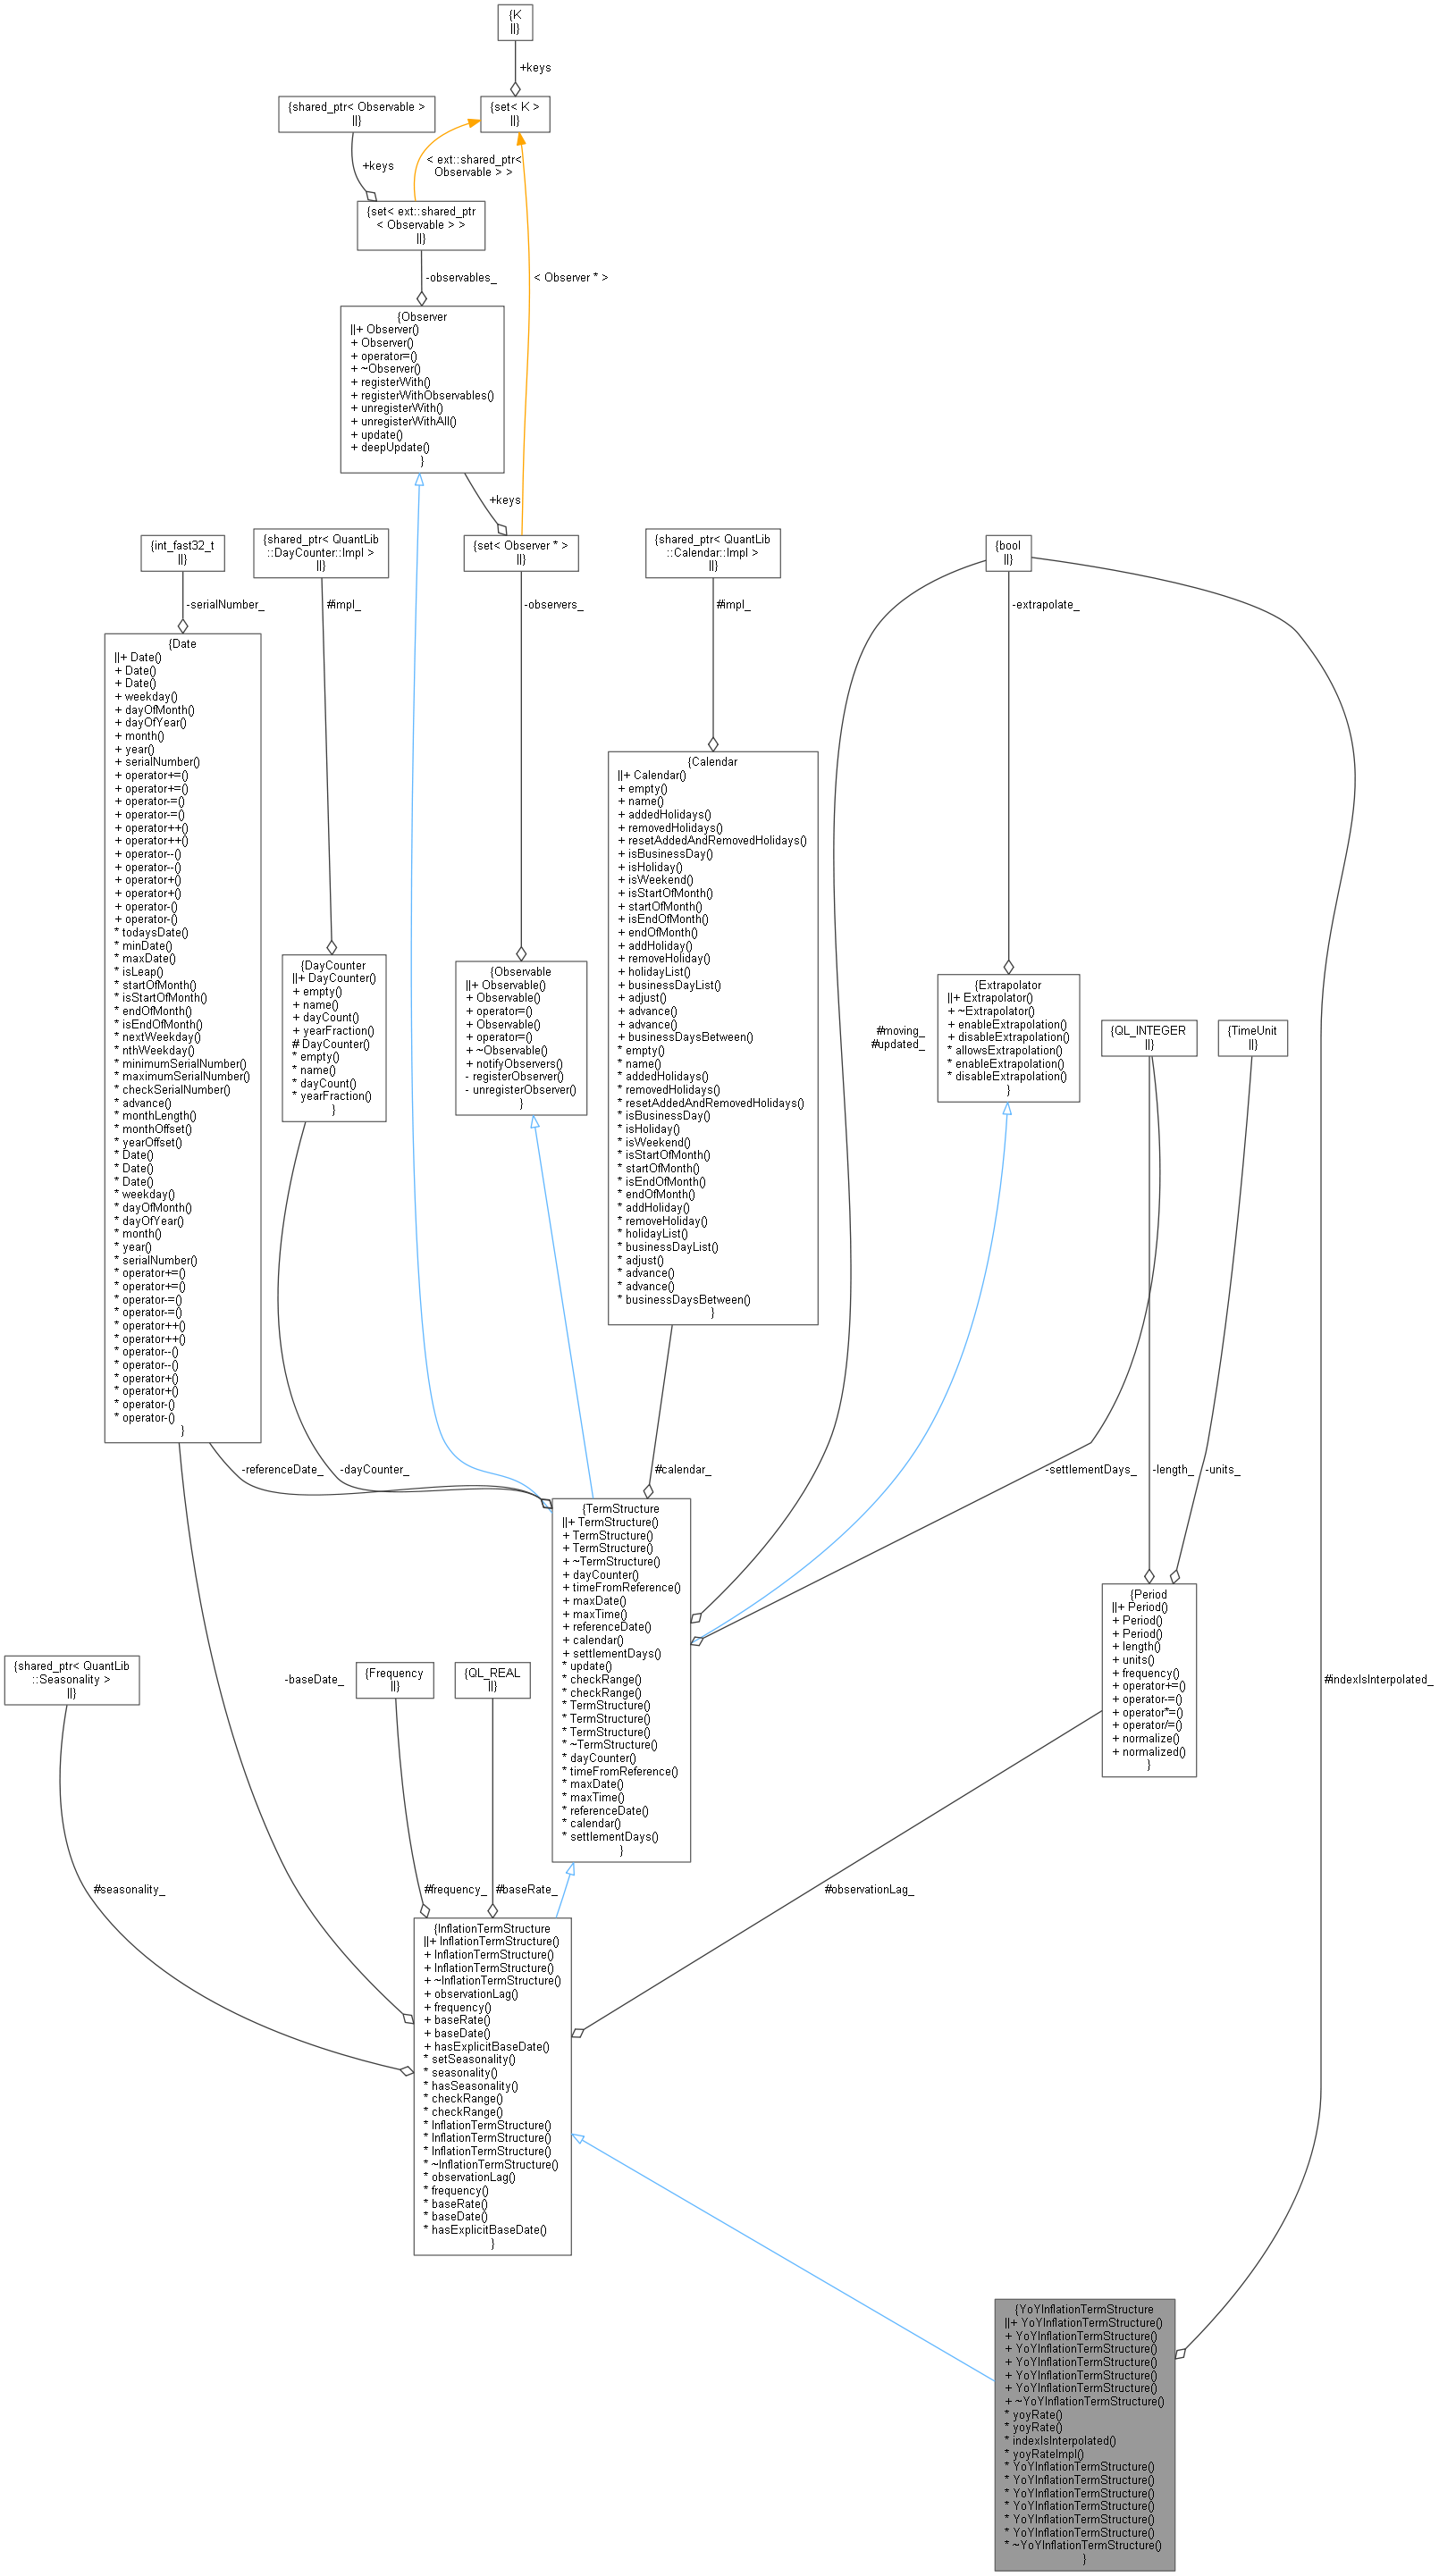 {K
||}
+keys
{shared_ptr< Observable >
||}
{set< K >
||}
+keys
< ext::shared_ptr<
Observable > >
{set< ext::shared_ptr
< Observable > >
||}
-observables_
< Observer * >
{Observer
||+ Observer()
+ Observer()
+ operator=()
+ ~Observer()
+ registerWith()
+ registerWithObservables()
+ unregisterWith()
+ unregisterWithAll()
+ update()
+ deepUpdate()
}
+keys
{int_fast32_t
||}
{shared_ptr< QuantLib
::DayCounter::Impl >
||}
{set< Observer * >
||}
{shared_ptr< QuantLib
::Calendar::Impl >
||}
{bool
||}
-serialNumber_
#impl_
-observers_
#impl_
-extrapolate_
{Date
||+ Date()
+ Date()
+ Date()
+ weekday()
+ dayOfMonth()
+ dayOfYear()
+ month()
+ year()
+ serialNumber()
+ operator+=()
+ operator+=()
+ operator-=()
+ operator-=()
+ operator++()
+ operator++()
+ operator--()
+ operator--()
+ operator+()
+ operator+()
+ operator-()
+ operator-()
* todaysDate()
* minDate()
* maxDate()
* isLeap()
* startOfMonth()
* isStartOfMonth()
* endOfMonth()
* isEndOfMonth()
* nextWeekday()
* nthWeekday()
* minimumSerialNumber()
* maximumSerialNumber()
* checkSerialNumber()
* advance()
* monthLength()
* monthOffset()
* yearOffset()
* Date()
* Date()
* Date()
* weekday()
* dayOfMonth()
* dayOfYear()
* month()
* year()
* serialNumber()
* operator+=()
* operator+=()
* operator-=()
* operator-=()
* operator++()
* operator++()
* operator--()
* operator--()
* operator+()
* operator+()
* operator-()
* operator-()
}
{DayCounter
||+ DayCounter()
+ empty()
+ name()
+ dayCount()
+ yearFraction()
# DayCounter()
* empty()
* name()
* dayCount()
* yearFraction()
}
{Observable
||+ Observable()
+ Observable()
+ operator=()
+ Observable()
+ operator=()
+ ~Observable()
+ notifyObservers()
- registerObserver()
- unregisterObserver()
}
{Calendar
||+ Calendar()
+ empty()
+ name()
+ addedHolidays()
+ removedHolidays()
+ resetAddedAndRemovedHolidays()
+ isBusinessDay()
+ isHoliday()
+ isWeekend()
+ isStartOfMonth()
+ startOfMonth()
+ isEndOfMonth()
+ endOfMonth()
+ addHoliday()
+ removeHoliday()
+ holidayList()
+ businessDayList()
+ adjust()
+ advance()
+ advance()
+ businessDaysBetween()
* empty()
* name()
* addedHolidays()
* removedHolidays()
* resetAddedAndRemovedHolidays()
* isBusinessDay()
* isHoliday()
* isWeekend()
* isStartOfMonth()
* startOfMonth()
* isEndOfMonth()
* endOfMonth()
* addHoliday()
* removeHoliday()
* holidayList()
* businessDayList()
* adjust()
* advance()
* advance()
* businessDaysBetween()
}
#moving_
#updated_
{Extrapolator
||+ Extrapolator()
+ ~Extrapolator()
+ enableExtrapolation()
+ disableExtrapolation()
* allowsExtrapolation()
* enableExtrapolation()
* disableExtrapolation()
}
{QL_INTEGER
||}
{TimeUnit
||}
-referenceDate_
-dayCounter_
#calendar_
-settlementDays_
-length_
-units_
{TermStructure
||+ TermStructure()
+ TermStructure()
+ TermStructure()
+ ~TermStructure()
+ dayCounter()
+ timeFromReference()
+ maxDate()
+ maxTime()
+ referenceDate()
+ calendar()
+ settlementDays()
* update()
* checkRange()
* checkRange()
* TermStructure()
* TermStructure()
* TermStructure()
* ~TermStructure()
* dayCounter()
* timeFromReference()
* maxDate()
* maxTime()
* referenceDate()
* calendar()
* settlementDays()
}
{Period
||+ Period()
+ Period()
+ Period()
+ length()
+ units()
+ frequency()
+ operator+=()
+ operator-=()
+ operator*=()
+ operator/=()
+ normalize()
+ normalized()
}
{shared_ptr< QuantLib
::Seasonality >
||}
-baseDate_
{Frequency
||}
{QL_REAL
||}
#indexIsInterpolated_
#seasonality_
#frequency_
#baseRate_
#observationLag_
{InflationTermStructure
||+ InflationTermStructure()
+ InflationTermStructure()
+ InflationTermStructure()
+ ~InflationTermStructure()
+ observationLag()
+ frequency()
+ baseRate()
+ baseDate()
+ hasExplicitBaseDate()
* setSeasonality()
* seasonality()
* hasSeasonality()
* checkRange()
* checkRange()
* InflationTermStructure()
* InflationTermStructure()
* InflationTermStructure()
* ~InflationTermStructure()
* observationLag()
* frequency()
* baseRate()
* baseDate()
* hasExplicitBaseDate()
}
{YoYInflationTermStructure
||+ YoYInflationTermStructure()
+ YoYInflationTermStructure()
+ YoYInflationTermStructure()
+ YoYInflationTermStructure()
+ YoYInflationTermStructure()
+ YoYInflationTermStructure()
+ ~YoYInflationTermStructure()
* yoyRate()
* yoyRate()
* indexIsInterpolated()
* yoyRateImpl()
* YoYInflationTermStructure()
* YoYInflationTermStructure()
* YoYInflationTermStructure()
* YoYInflationTermStructure()
* YoYInflationTermStructure()
* YoYInflationTermStructure()
* ~YoYInflationTermStructure()
}